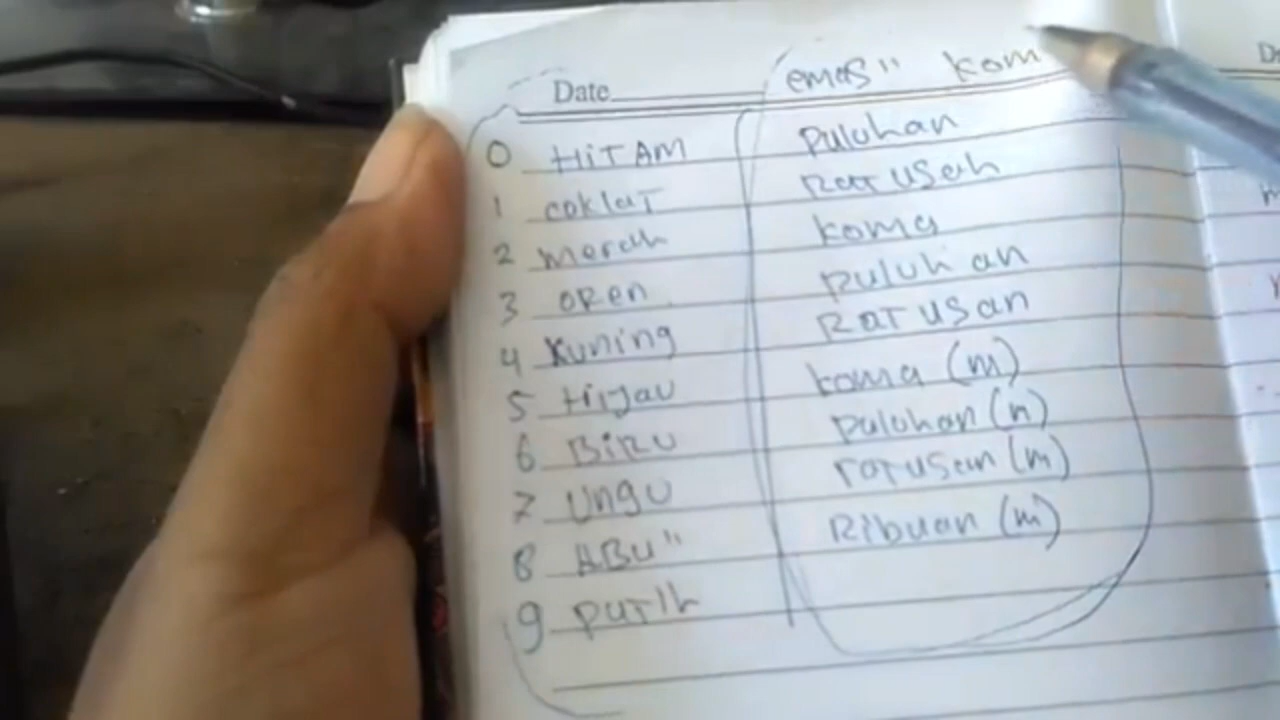 Date emas" kom
0 HiTAM puluhan
1 coklaT Ratusan
2 merah koma
3 OREN puluhan
4 Kuning RaTusan
5 Hijau koma (m)
6 BiRU puluhan (m)
7 Ungu raTusan (m)
8 ABU" Ribuan (m)
9 puTIh